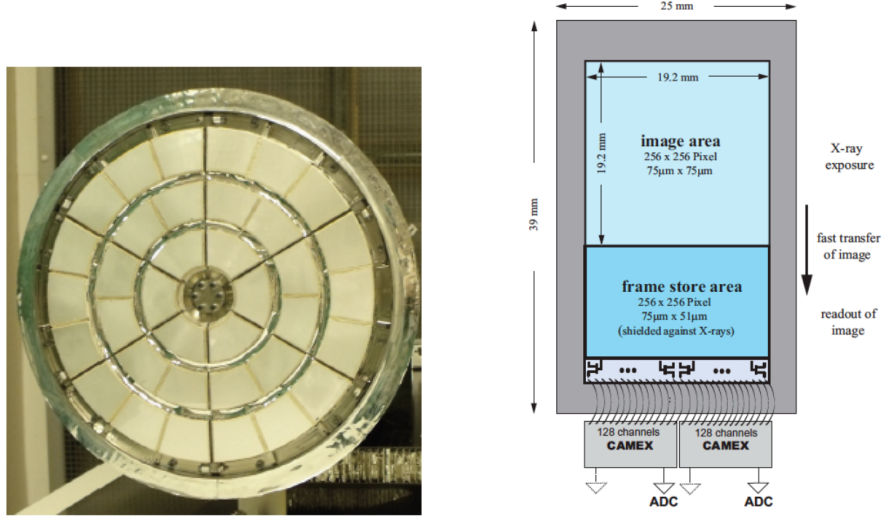 25 mm
19.2 mm
19.2 mm
39 mm
image area
256 x 256 Pixel
75µm x 75µm
X-ray
exposure
fast transfer
of image
frame store area
256 x 256 Pixel
75µm x 51µm
(shielded against X-rays)
readout of
image
128 channels
CAMEX
128 channels
CAMEX
ADC
ADC